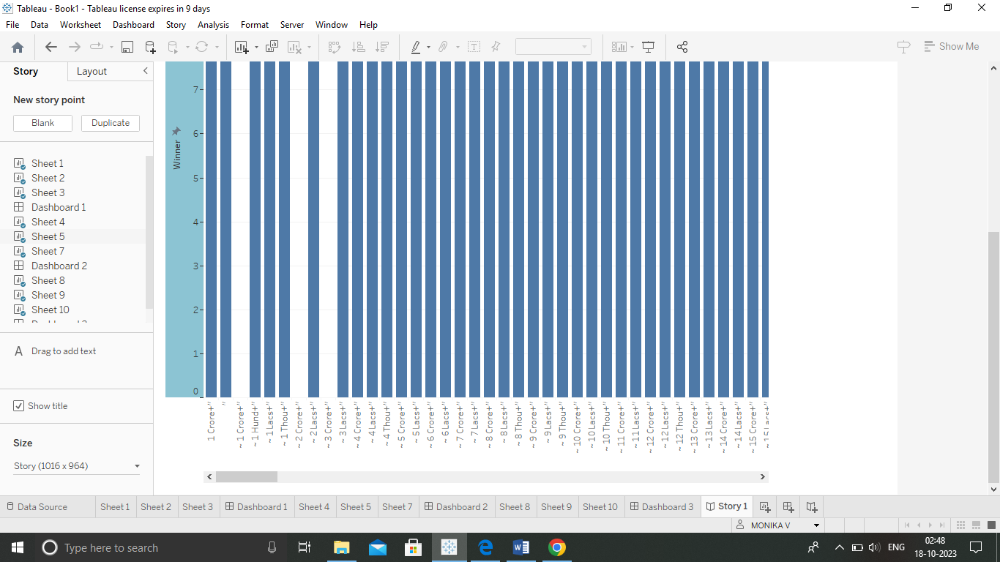 Tableau - Book1 - Tableau license expires in 9 days
File Data Worksheet Dashboard Story Analysis Format Server Window Help
Show Me
Story Layout
New story point
Blank Duplicate
Sheet 1
Sheet 2
Sheet 3
Dashboard 1
Sheet 4
Sheet 5
Sheet 7
Dashboard 2
Sheet 8
Sheet 9
Sheet 10
A Drag to add text
Show title
Size
Story (1016 x 964)
Winner
7
6
5
4
3
2
1
0
1 Crore+"
"
~ 1 Crore+"
~1 Hund+"
~ 1 Lacs+"
~ 1 Thou+"
~ 2 Crore+"
~ 2 Lacs+"
~ 3 Crore+"
~ 3 Lacs+"
~ 4 Crore+"
~ 4 Lacs+"
~ 4 Thou+"
~ 5 Crore+"
~ 5 Lacs+"
~ 6 Crore+"
~ 6 Lacs+"
~ 7 Crore+"
~ 7 Lacs+"
~ 8 Crore+"
~ 8 Lacs+"
~ 8 Thou+"
~ 9 Crore+"
~ 9 Lacs+"
~ 9 Thou+"
~ 10 Crore+"
~ 10 Lacs+"
~ 10 Thou+"
~ 11 Crore+"
~ 11 Lacs+"
~ 12 Crore+"
~ 12 Lacs+"
~ 12 Thou+"
~ 13 Crore+"
~ 13 Lacs+"
~ 14 Crore+"
~ 14 Lacs+"
~ 15 Crore+"
Data Source Sheet 1 Sheet 2 Sheet 3 Dashboard 1 Sheet 4 Sheet 5 Sheet 7 Dashboard 2 Sheet 8 Sheet 9 Sheet 10 Dashboard 3 Story 1
MONIKA V
Type here to search
ENG
02:48
18-10-2023